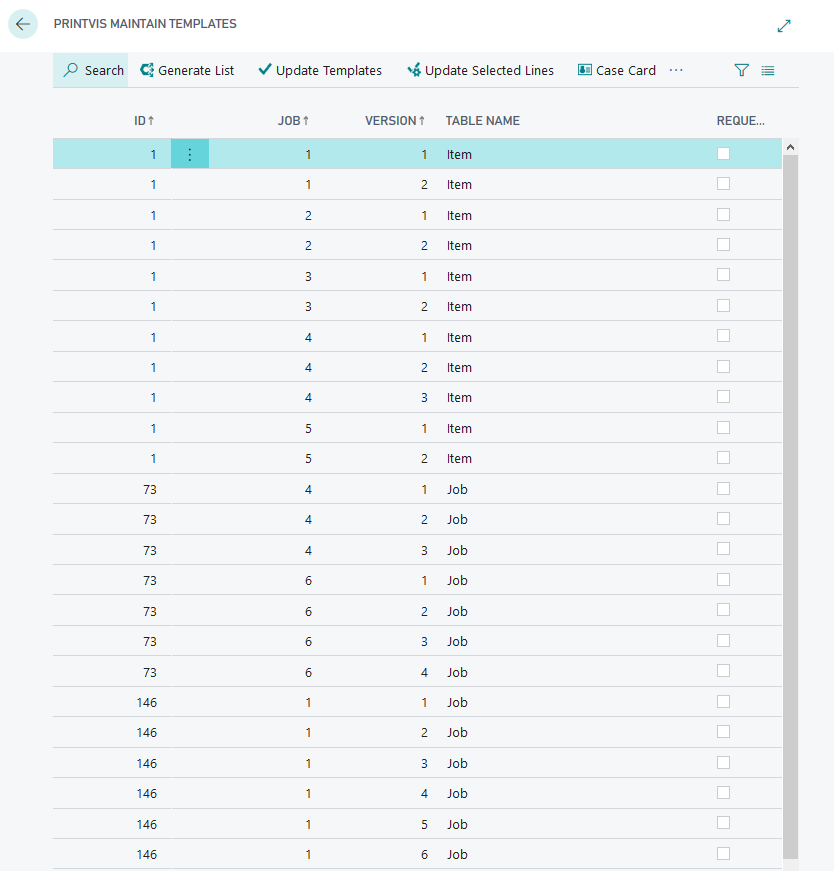 PRINTVIS MAINTAIN TEMPLATES
Search Generate List Update Templates Update Selected Lines Case Card ...
ID↑ JOB↑ VERSION↑ TABLE NAME REQUE...
1 1 1 Item
1 1 2 Item
1 2 1 Item
1 2 2 Item
1 3 1 Item
1 3 2 Item
1 4 1 Item
1 4 2 Item
1 4 3 Item
1 5 1 Item
1 5 2 Item
73 4 1 Job
73 4 2 Job
73 4 3 Job
73 6 1 Job
73 6 2 Job
73 6 3 Job
73 6 4 Job
146 1 1 Job
146 1 2 Job
146 1 3 Job
146 1 4 Job
146 1 5 Job
146 1 6 Job